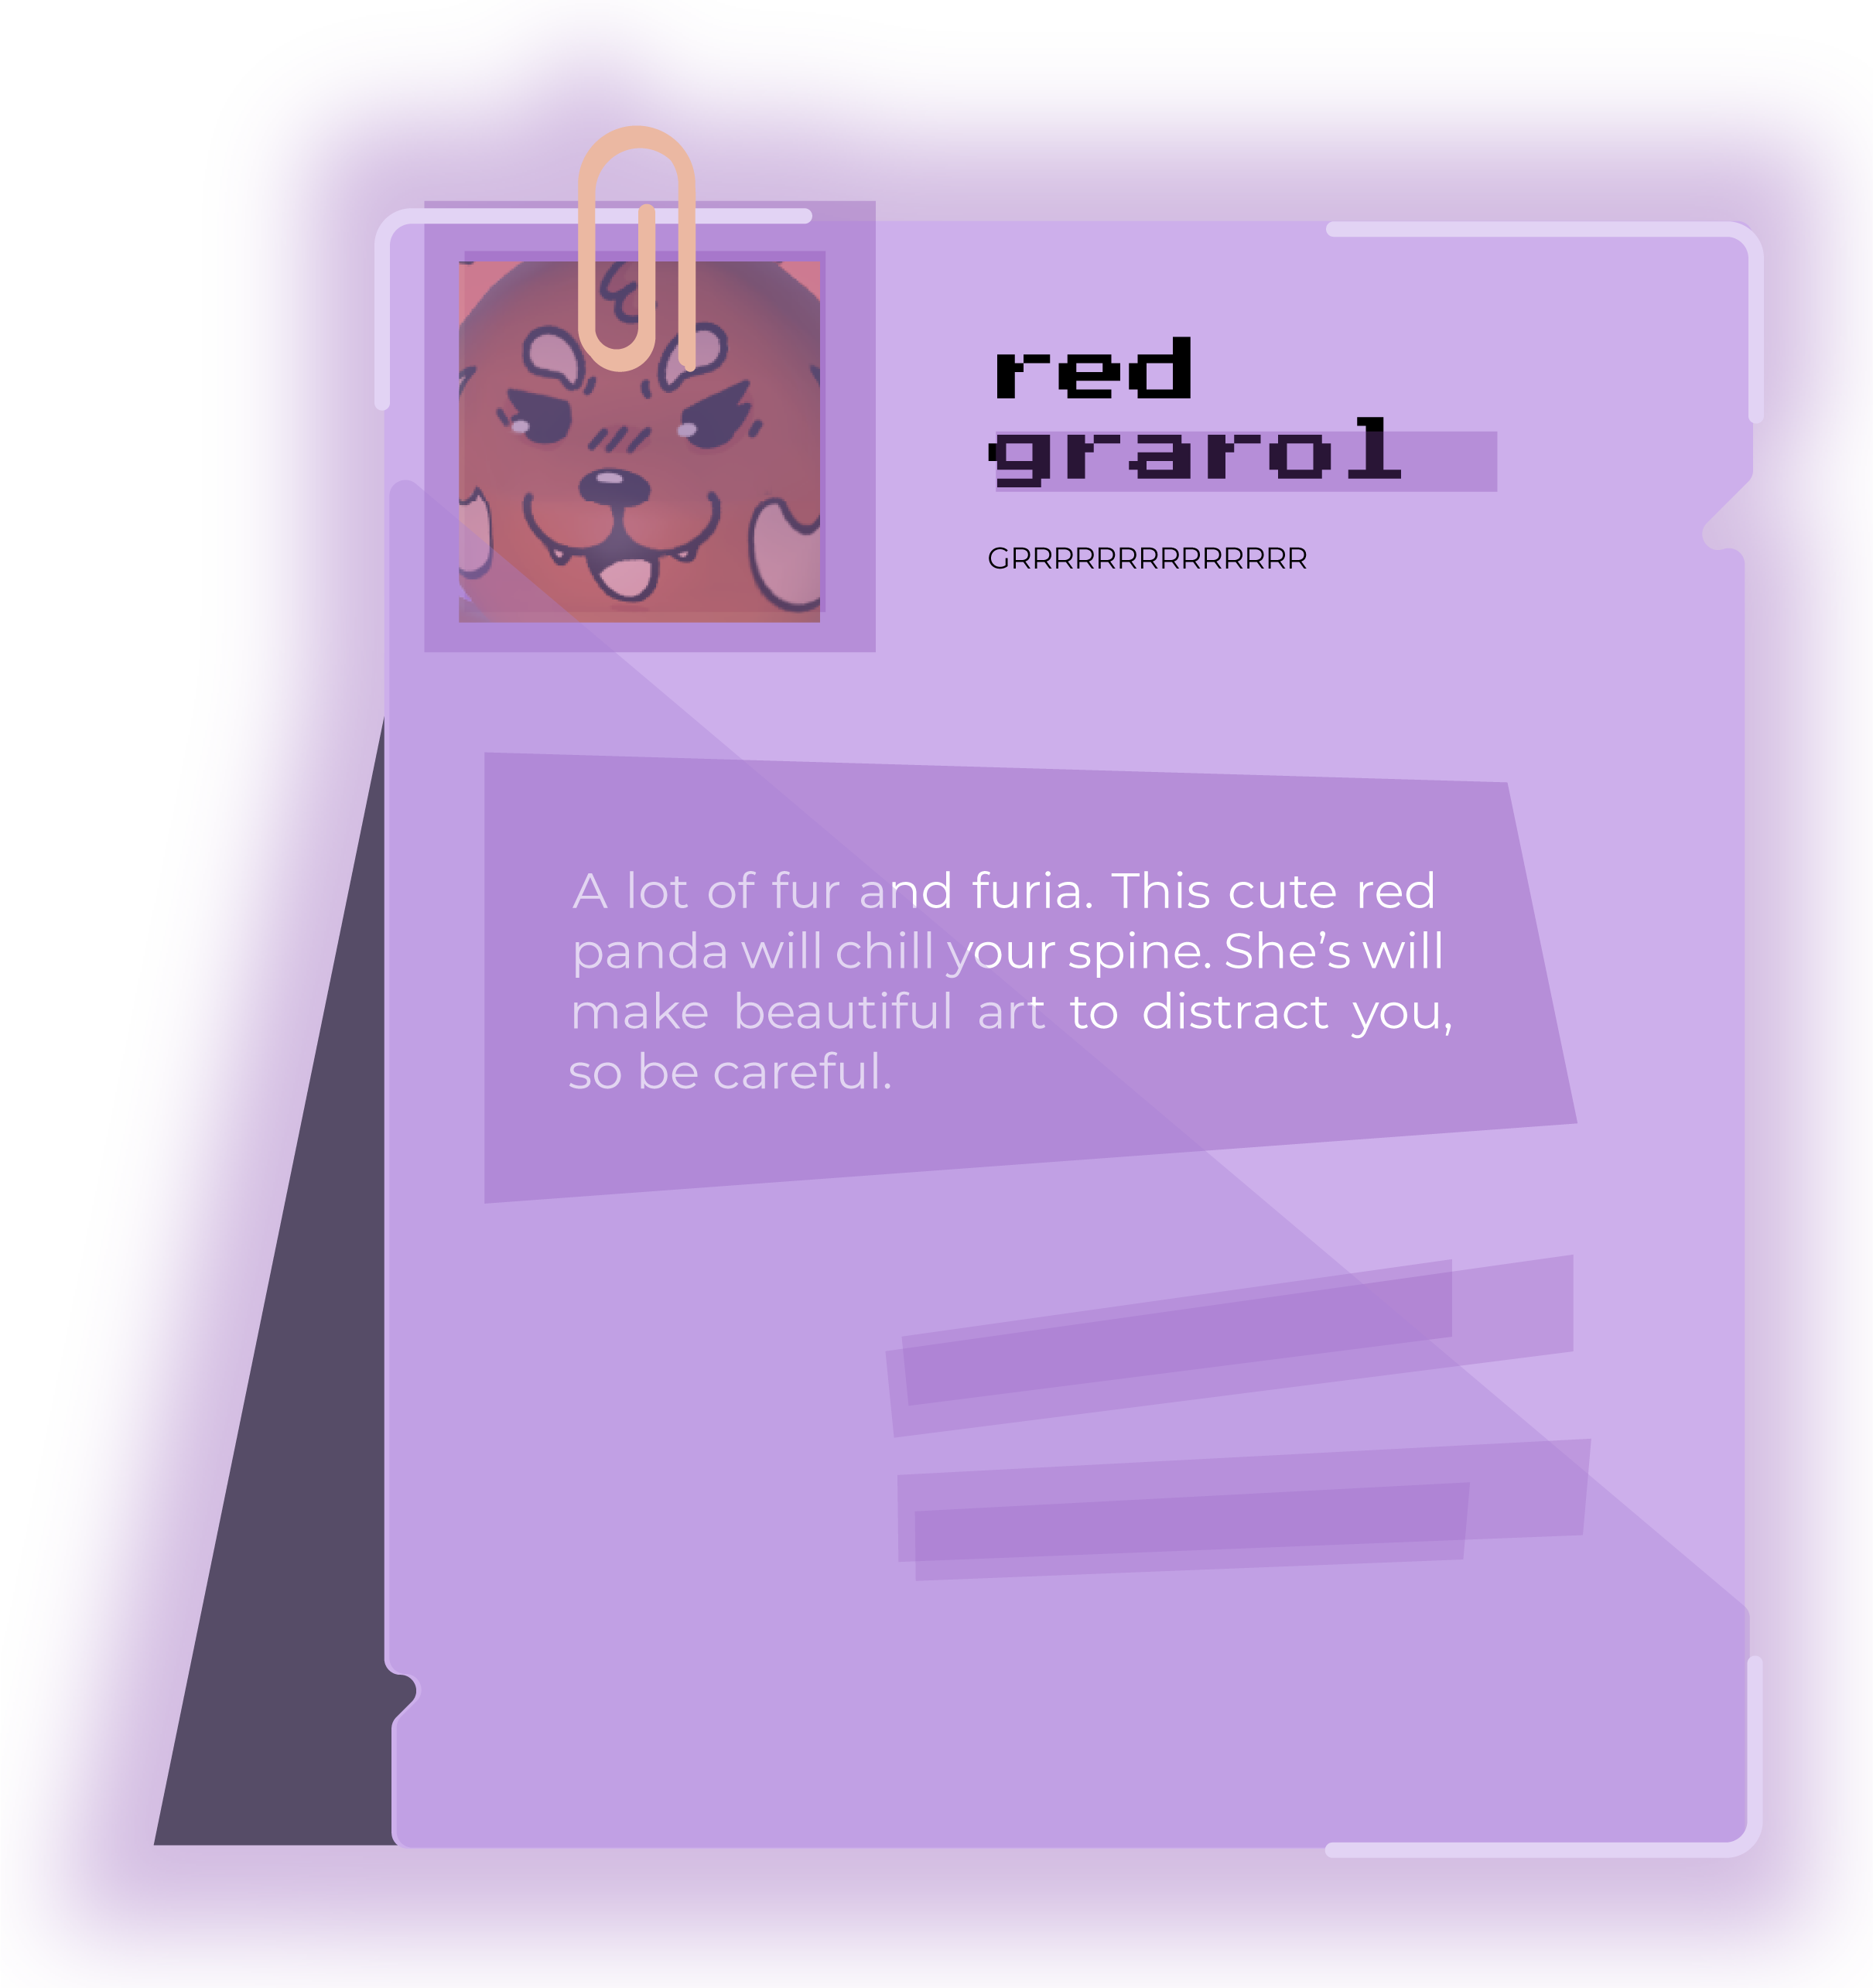 red
grarol
GRRRRRRRRRRRRRR
A lot of fur and furia. This cute red
panda will chill your spine. She’s will
make beautiful art to distract you,
so be careful.